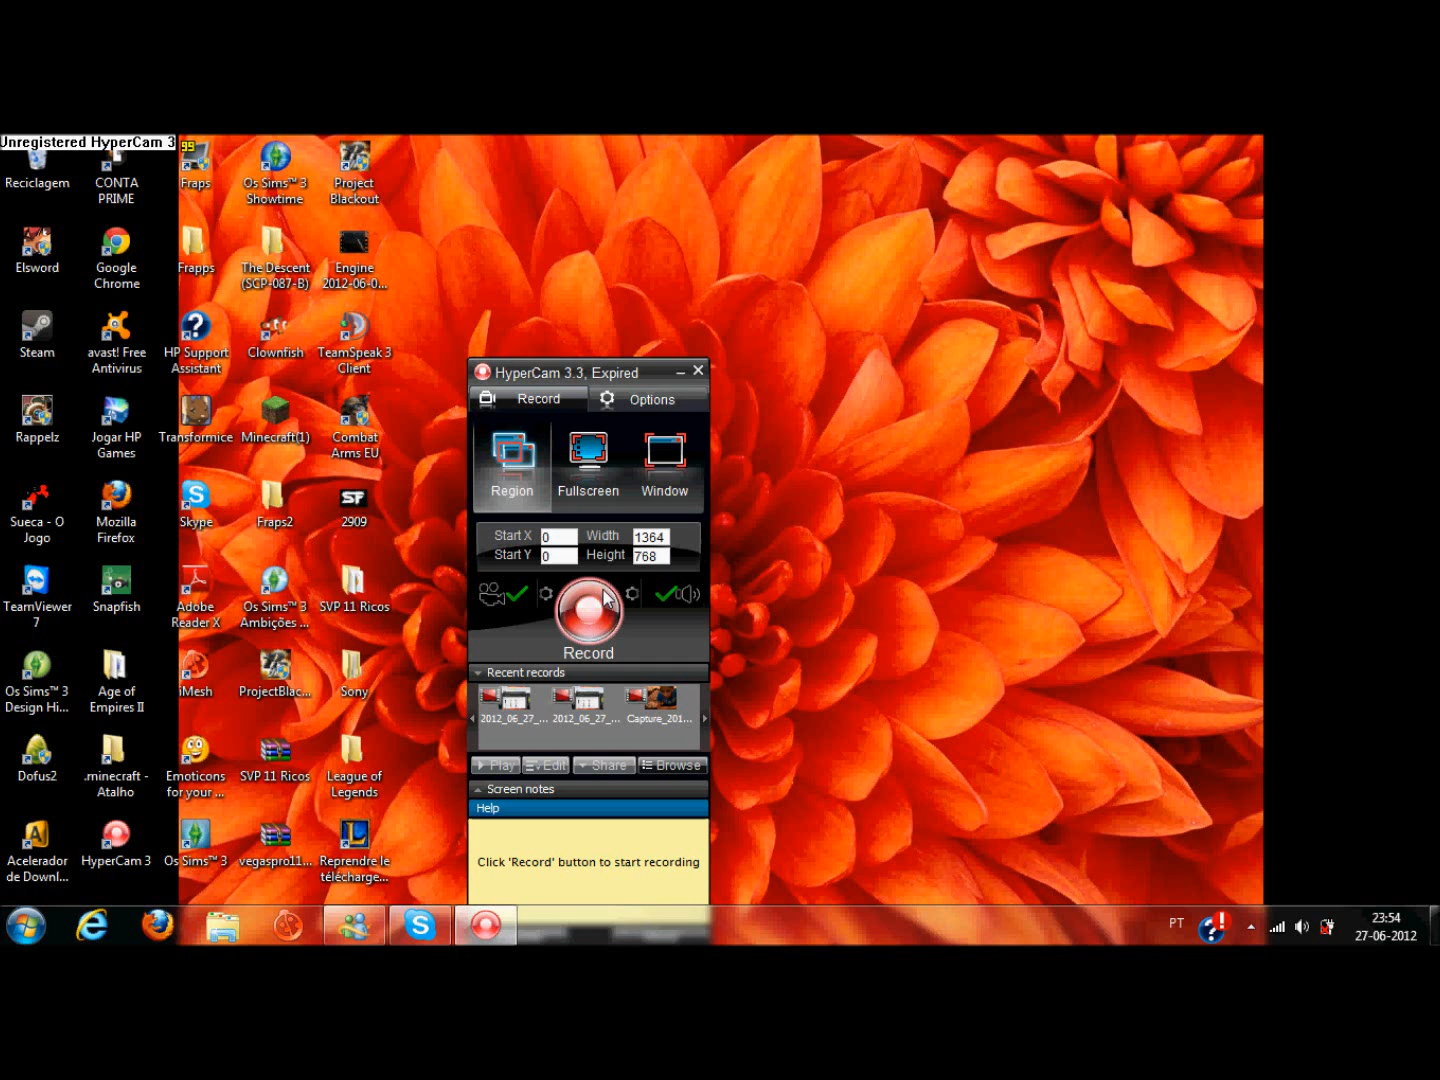 Unregistered HyperCam 3
99
Reciclagem
CONTA
PRIME
Fraps
Os Sims™ 3
Showtime
Project
Blackout
Elsword
Google
Chrome
Frapps
The Descent
(SCP-087-B)
Engine
2012-06-0...
Steam
avast! Free
Antivirus
HP Support
Assistant
Clownfish
TeamSpeak 3
Client
Rappelz
Jogar HP
Games
Transformice
Minecraft(1)
Combat
Arms EU
Sueca - O
Jogo
Mozilla
Firefox
Skype
Fraps2
SF
2909
TeamViewer
7
Snapfish
Adobe
Reader X
Os Sims™ 3
Ambições ...
SVP 11 Ricos
Os Sims™ 3
Design Hi...
Age of
Empires II
iMesh
ProjectBlac...
Sony
Dofus2
.minecraft -
Atalho
Emoticons
for your ...
SVP 11 Ricos
League of
Legends
Acelerador
de Downl...
HyperCam 3
Os Sims™ 3
vegaspro11...
Reprendre le
télécharge...
HyperCam 3.3, Expired
Record
Options
Region
Fullscreen
Window
Start X 0 Width 1364
Start Y 0 Height 768
Record
Recent records
2012_06_27_...
2012_06_27_...
Capture_201...
Play
Edit
Share
Browse
Screen notes
Help
Click 'Record' button to start recording
PT
23:54
27-06-2012